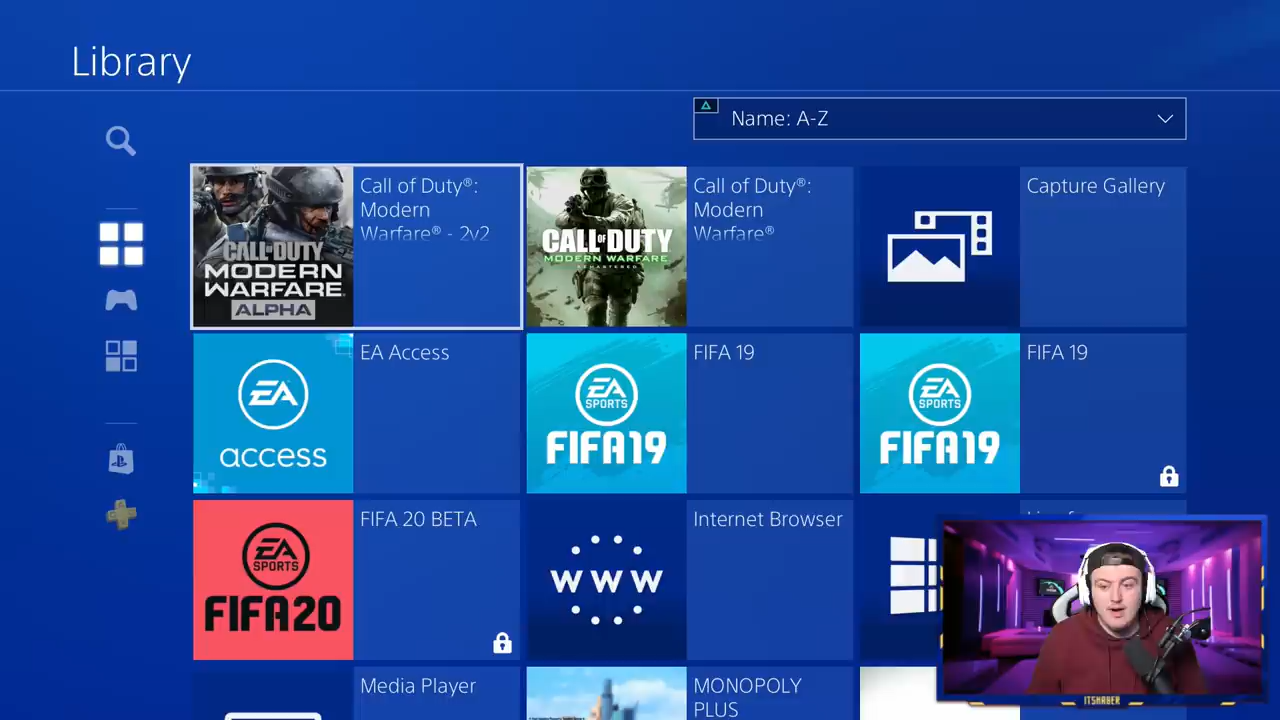 Library
Name: A-Z
CALL OF DUTY
MODERN
WARFARE.
ALPHA
Call of Duty®:
Modern
Warfare® - 2v2
CALL OF DUTY
MODERN WARFARE
REMASTERED
Call of Duty®:
Modern
Warfare®
Capture Gallery
EA
access
EA Access
EA
SPORTS
FIFA19
FIFA 19
EA
SPORTS
FIFA19
FIFA 19
EA
SPORTS
FIFA20
FIFA 20 BETA
WWW
Internet Browser
Media Player
MONOPOLY
PLUS
ITSHABER